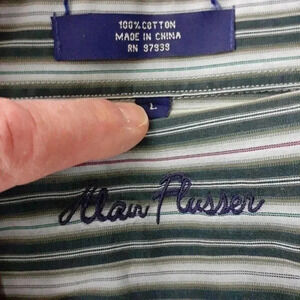 100% COTTON
MADE IN CHINA
RN 97939
L
Alan Flusser